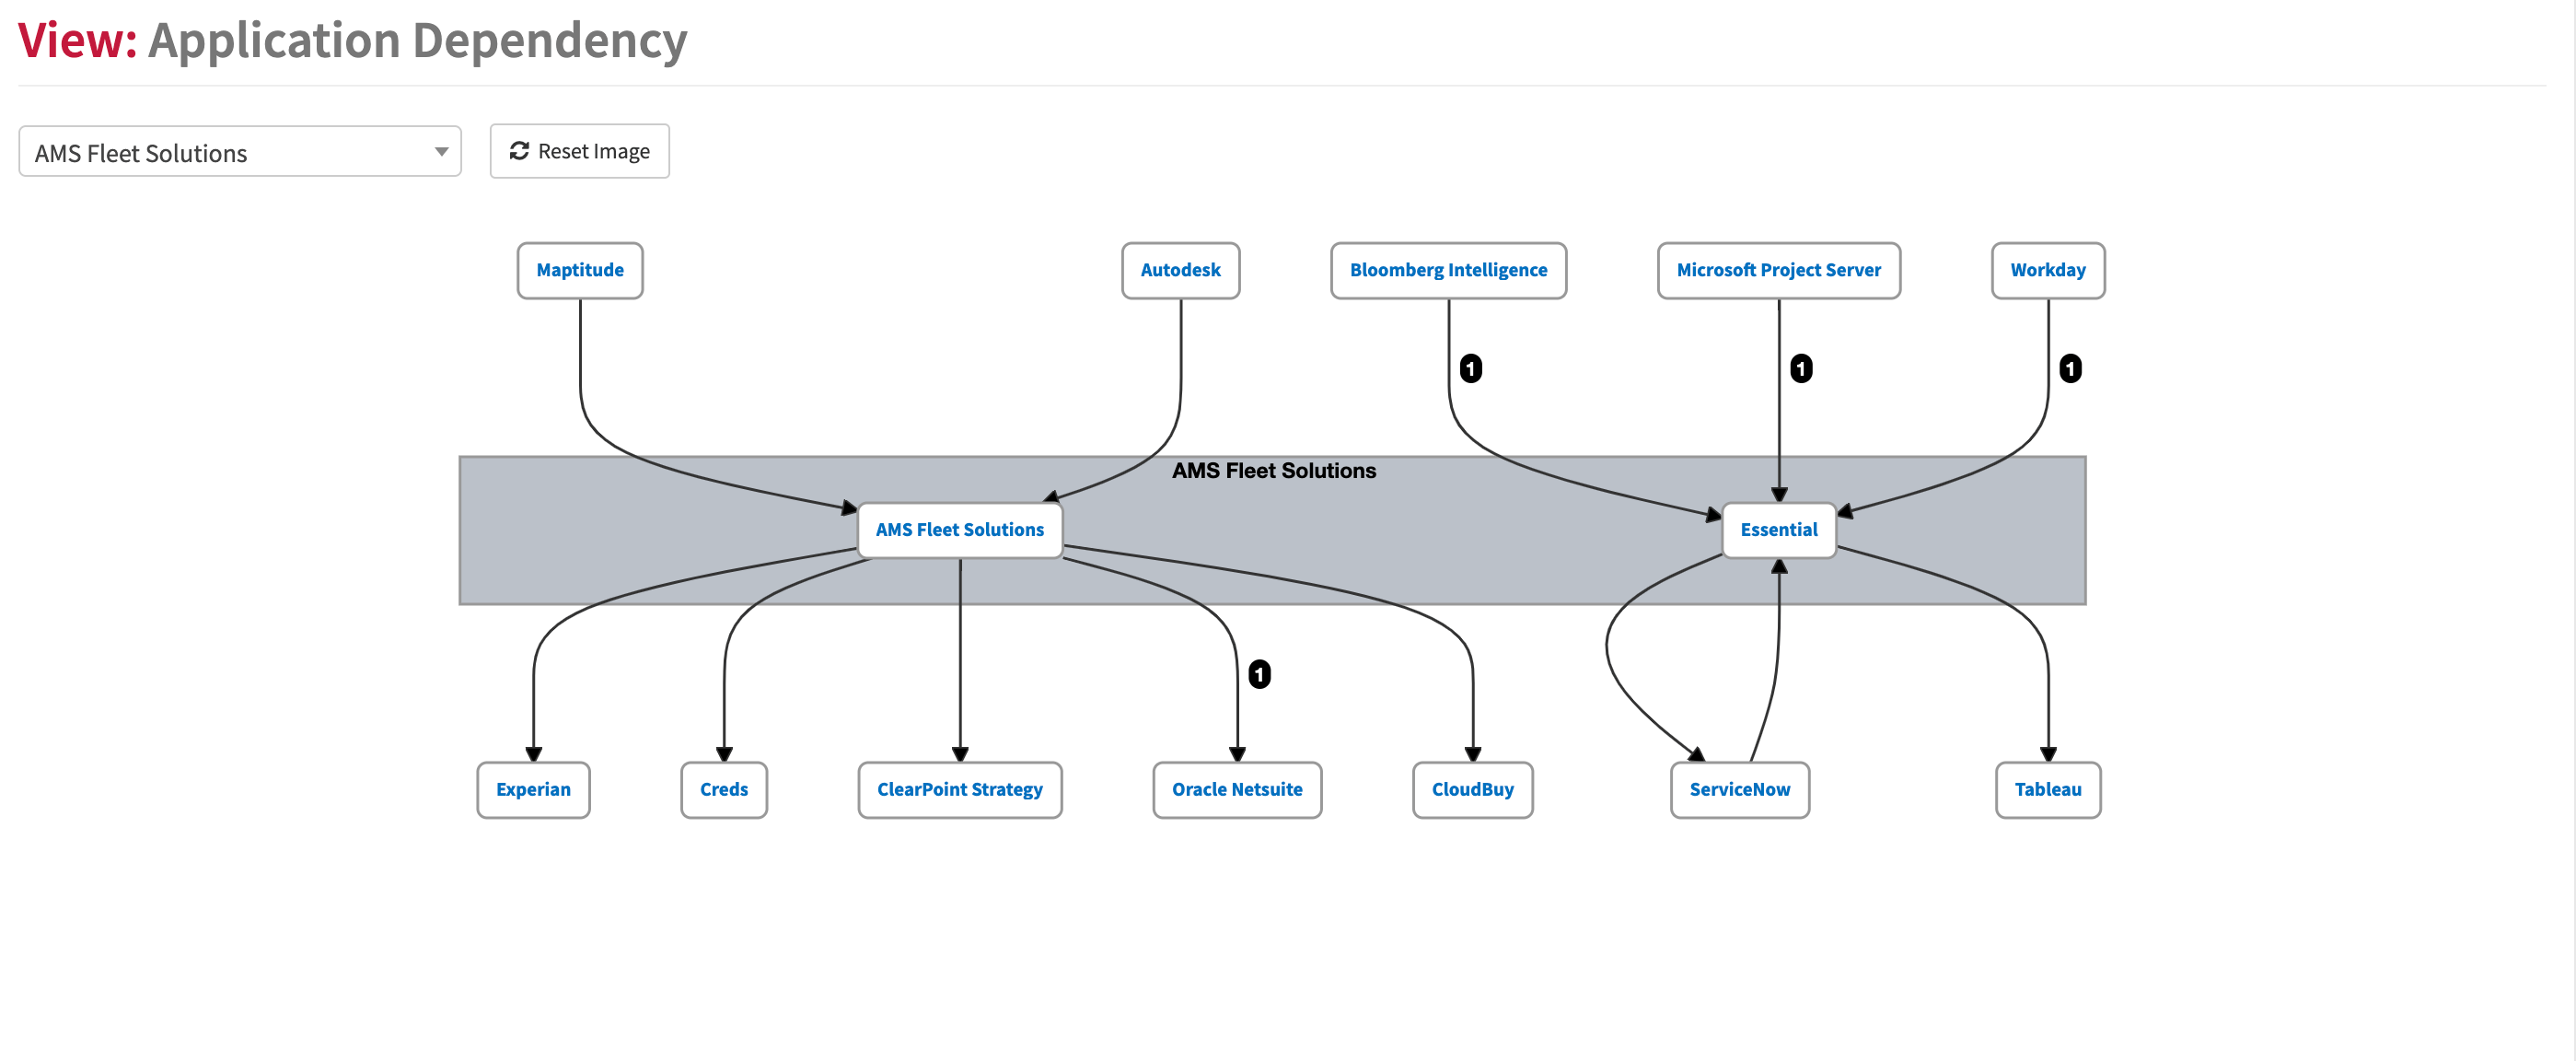 View: Application Dependency
AMS Fleet Solutions
Reset Image
Maptitude
Autodesk
Bloomberg Intelligence
Microsoft Project Server
Workday
1
1
1
AMS Fleet Solutions
AMS Fleet Solutions
Essential
1
Experian
Creds
ClearPoint Strategy
Oracle Netsuite
CloudBuy
ServiceNow
Tableau